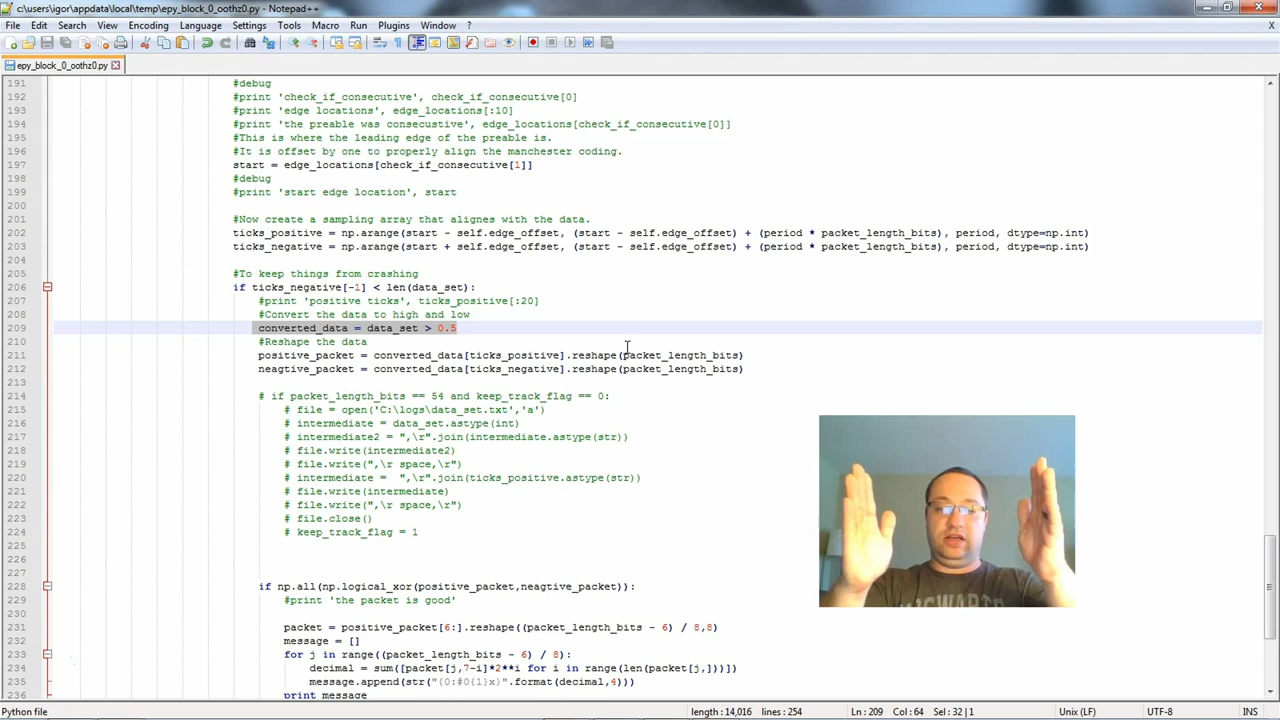 c:\users\igor\appdata\local\temp\epy_block_0_oothz0.py - Notepad++
File Edit Search View Encoding Language Settings Tools Macro Run Plugins Window ? X
epy_block_0_oothz0.py
191 #debug
192 #print 'check_if_consecutive', check_if_consecutive[0]
193 #print 'edge locations', edge_locations[:10]
194 #print 'the preable was consecustive', edge_locations[check_if_consecutive[0]]
195 #This is where the leading edge of the preable is.
196 #It is offset by one to properly align the manchester coding.
197 start = edge_locations[check_if_consecutive[1]]
198 #debug
199 #print 'start edge location', start
200
201 #Now create a sampling array that alignes with the data.
202 ticks_positive = np.arange(start - self.edge_offset, (start - self.edge_offset) + (period * packet_length_bits), period, dtype=np.int)
203 ticks_negative = np.arange(start + self.edge_offset, (start + self.edge_offset) + (period * packet_length_bits), period, dtype=np.int)
204
205 #To keep things from crashing
206 if ticks_negative[-1] < len(data_set):
207 #print 'positive ticks', ticks_positive[:20]
208 #Convert the data to high and low
209 converted_data = data_set > 0.5
210 #Reshape the data
211 positive_packet = converted_data[ticks_positive].reshape(packet_length_bits)
212 neagtive_packet = converted_data[ticks_negative].reshape(packet_length_bits)
213
214 # if packet_length_bits == 54 and keep_track_flag == 0:
215 # file = open('C:\logs\data_set.txt','a')
216 # intermediate = data_set.astype(int)
217 # intermediate2 = ",\r".join(intermediate.astype(str))
218 # file.write(intermediate2)
219 # file.write(",\r space,\r")
220 # intermediate =  ",\r".join(ticks_positive.astype(str))
221 # file.write(intermediate)
222 # file.write(",\r space,\r")
223 # file.close()
224 # keep_track_flag = 1
225
226
227
228 if np.all(np.logical_xor(positive_packet,neagtive_packet)):
229 #print 'the packet is good'
230
231 packet = positive_packet[6:].reshape((packet_length_bits - 6) / 8,8)
232 message = []
233 for j in range((packet_length_bits - 6) / 8):
234 decimal = sum([packet[j,7-i]*2**i for i in range(len(packet[j,]))])
235 message.append(str("{0:#0{1}x}".format(decimal,4)))
236 print message
Python file length : 14,016 lines : 254 Ln : 209 Col : 64 Sel : 32 | 1 Unix (LF) UTF-8 INS